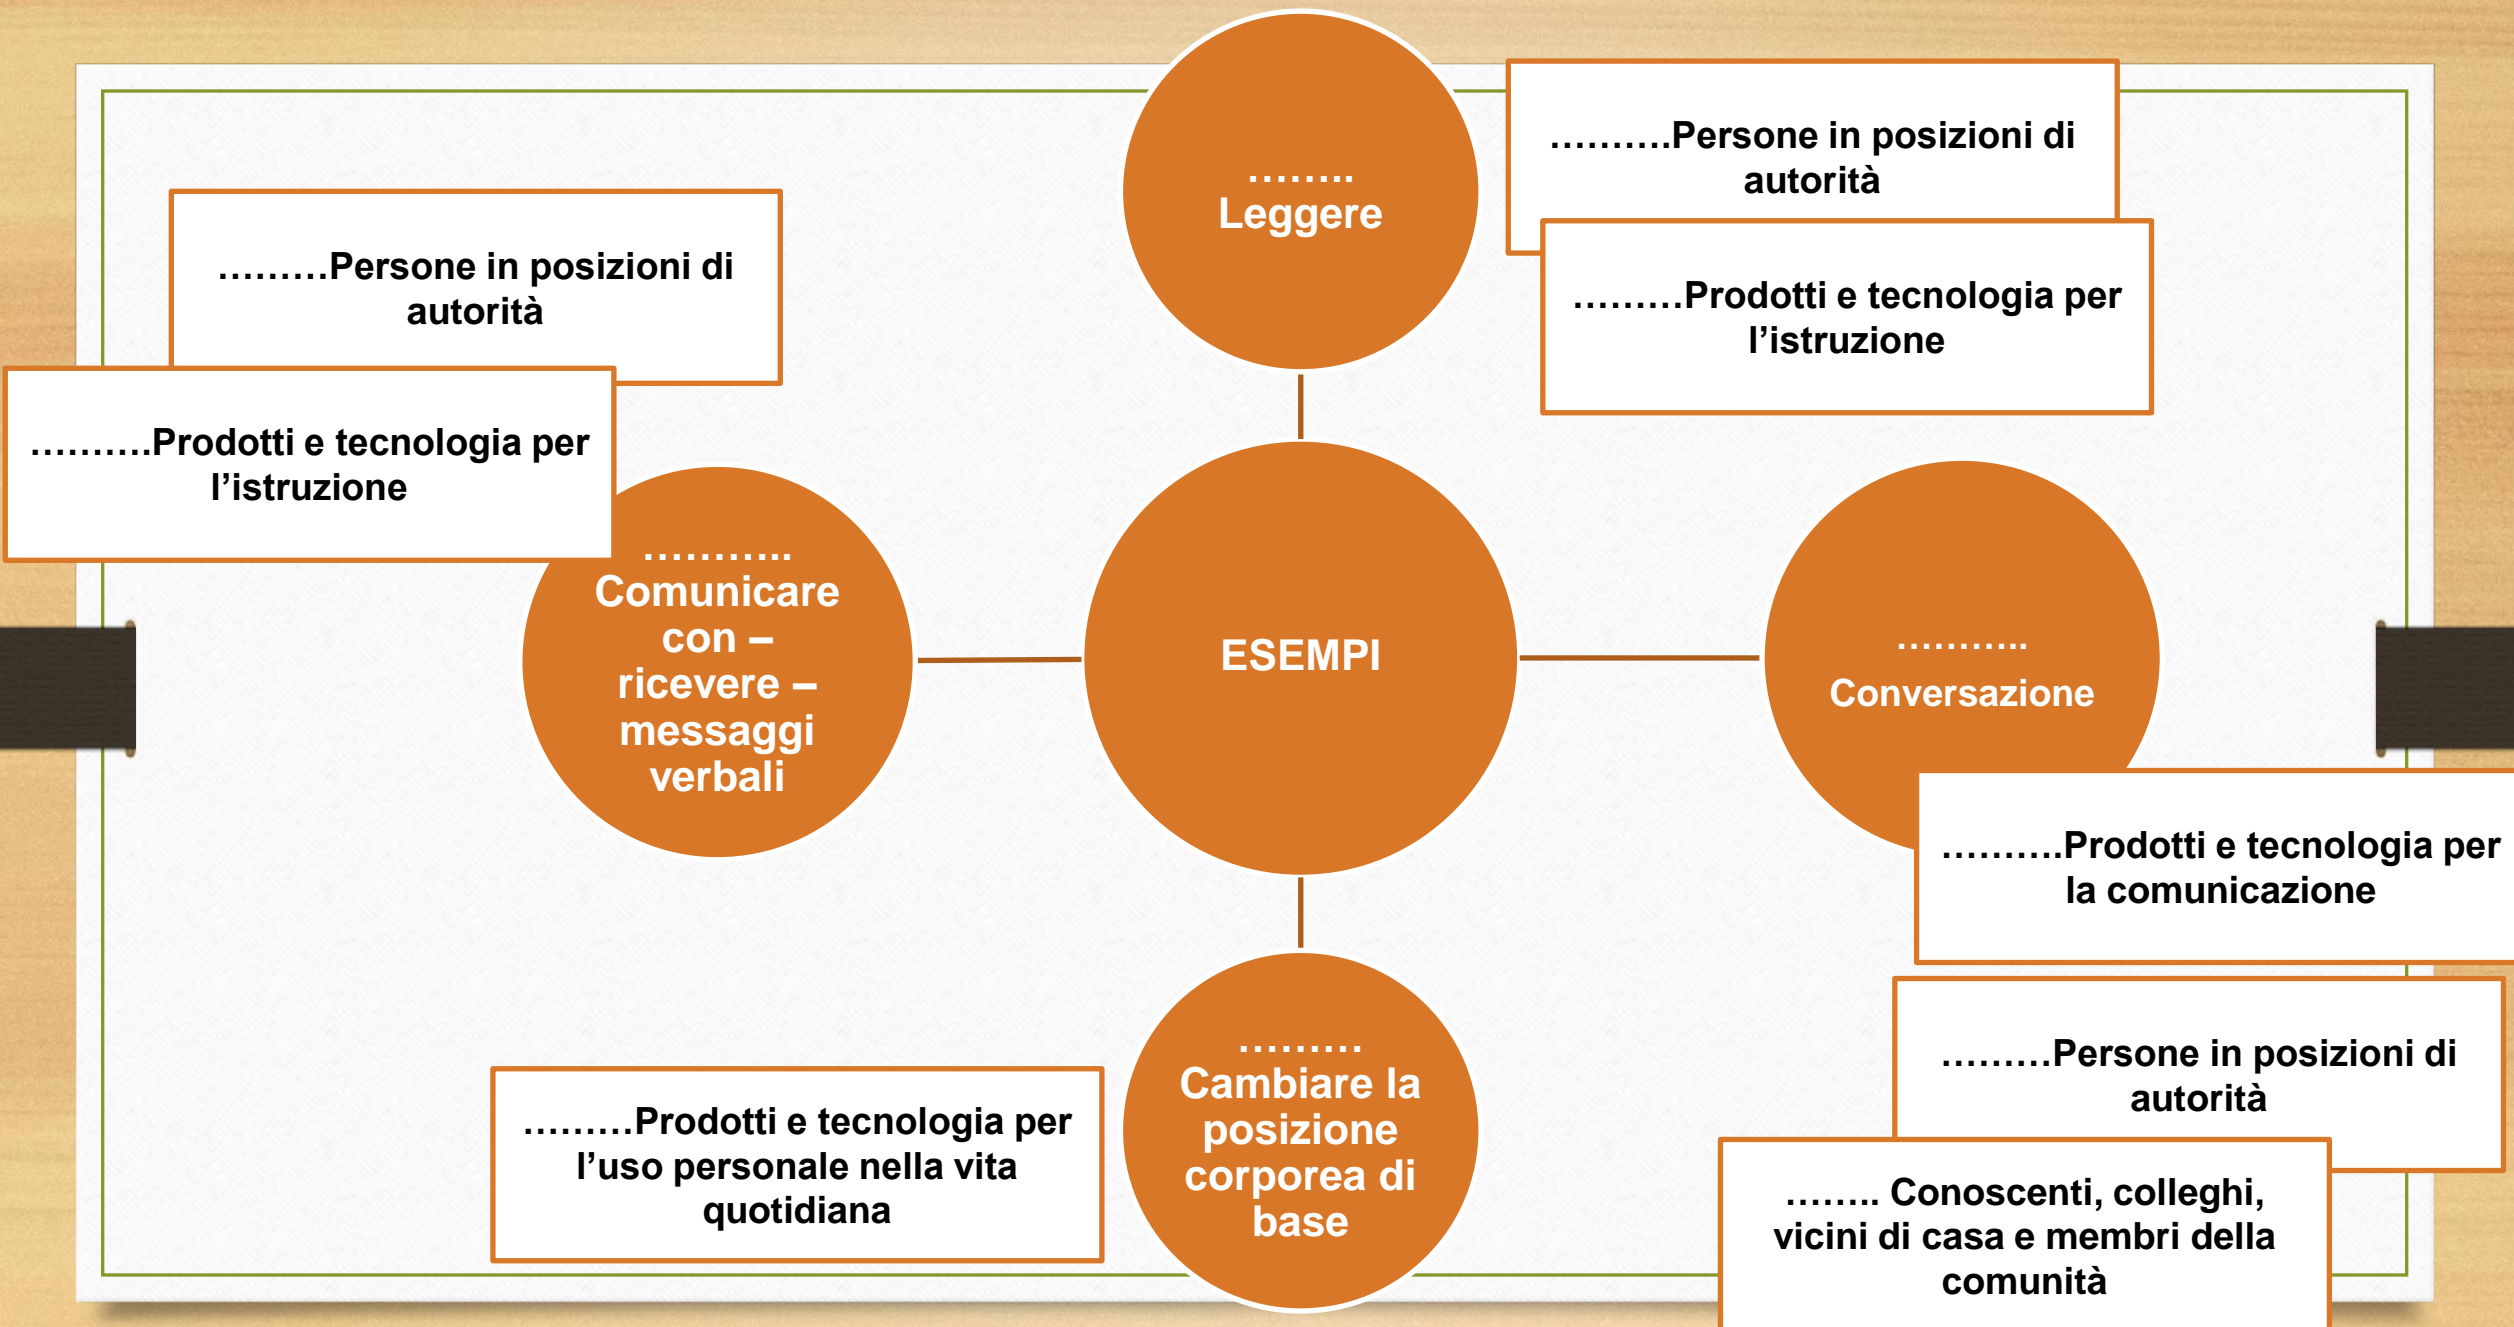 ……..
Leggere
……….Persone in posizioni di
autorità
………Prodotti e tecnologia per
l’istruzione
………Persone in posizioni di
autorità
……….Prodotti e tecnologia per
l’istruzione
………..
Comunicare
con –
ricevere –
messaggi
verbali
ESEMPI
………..
Conversazione
……….Prodotti e tecnologia per
la comunicazione
………Persone in posizioni di
autorità
…….. Conoscenti, colleghi,
vicini di casa e membri della
comunità
………
Cambiare la
posizione
corporea di
base
………Prodotti e tecnologia per
l’uso personale nella vita
quotidiana